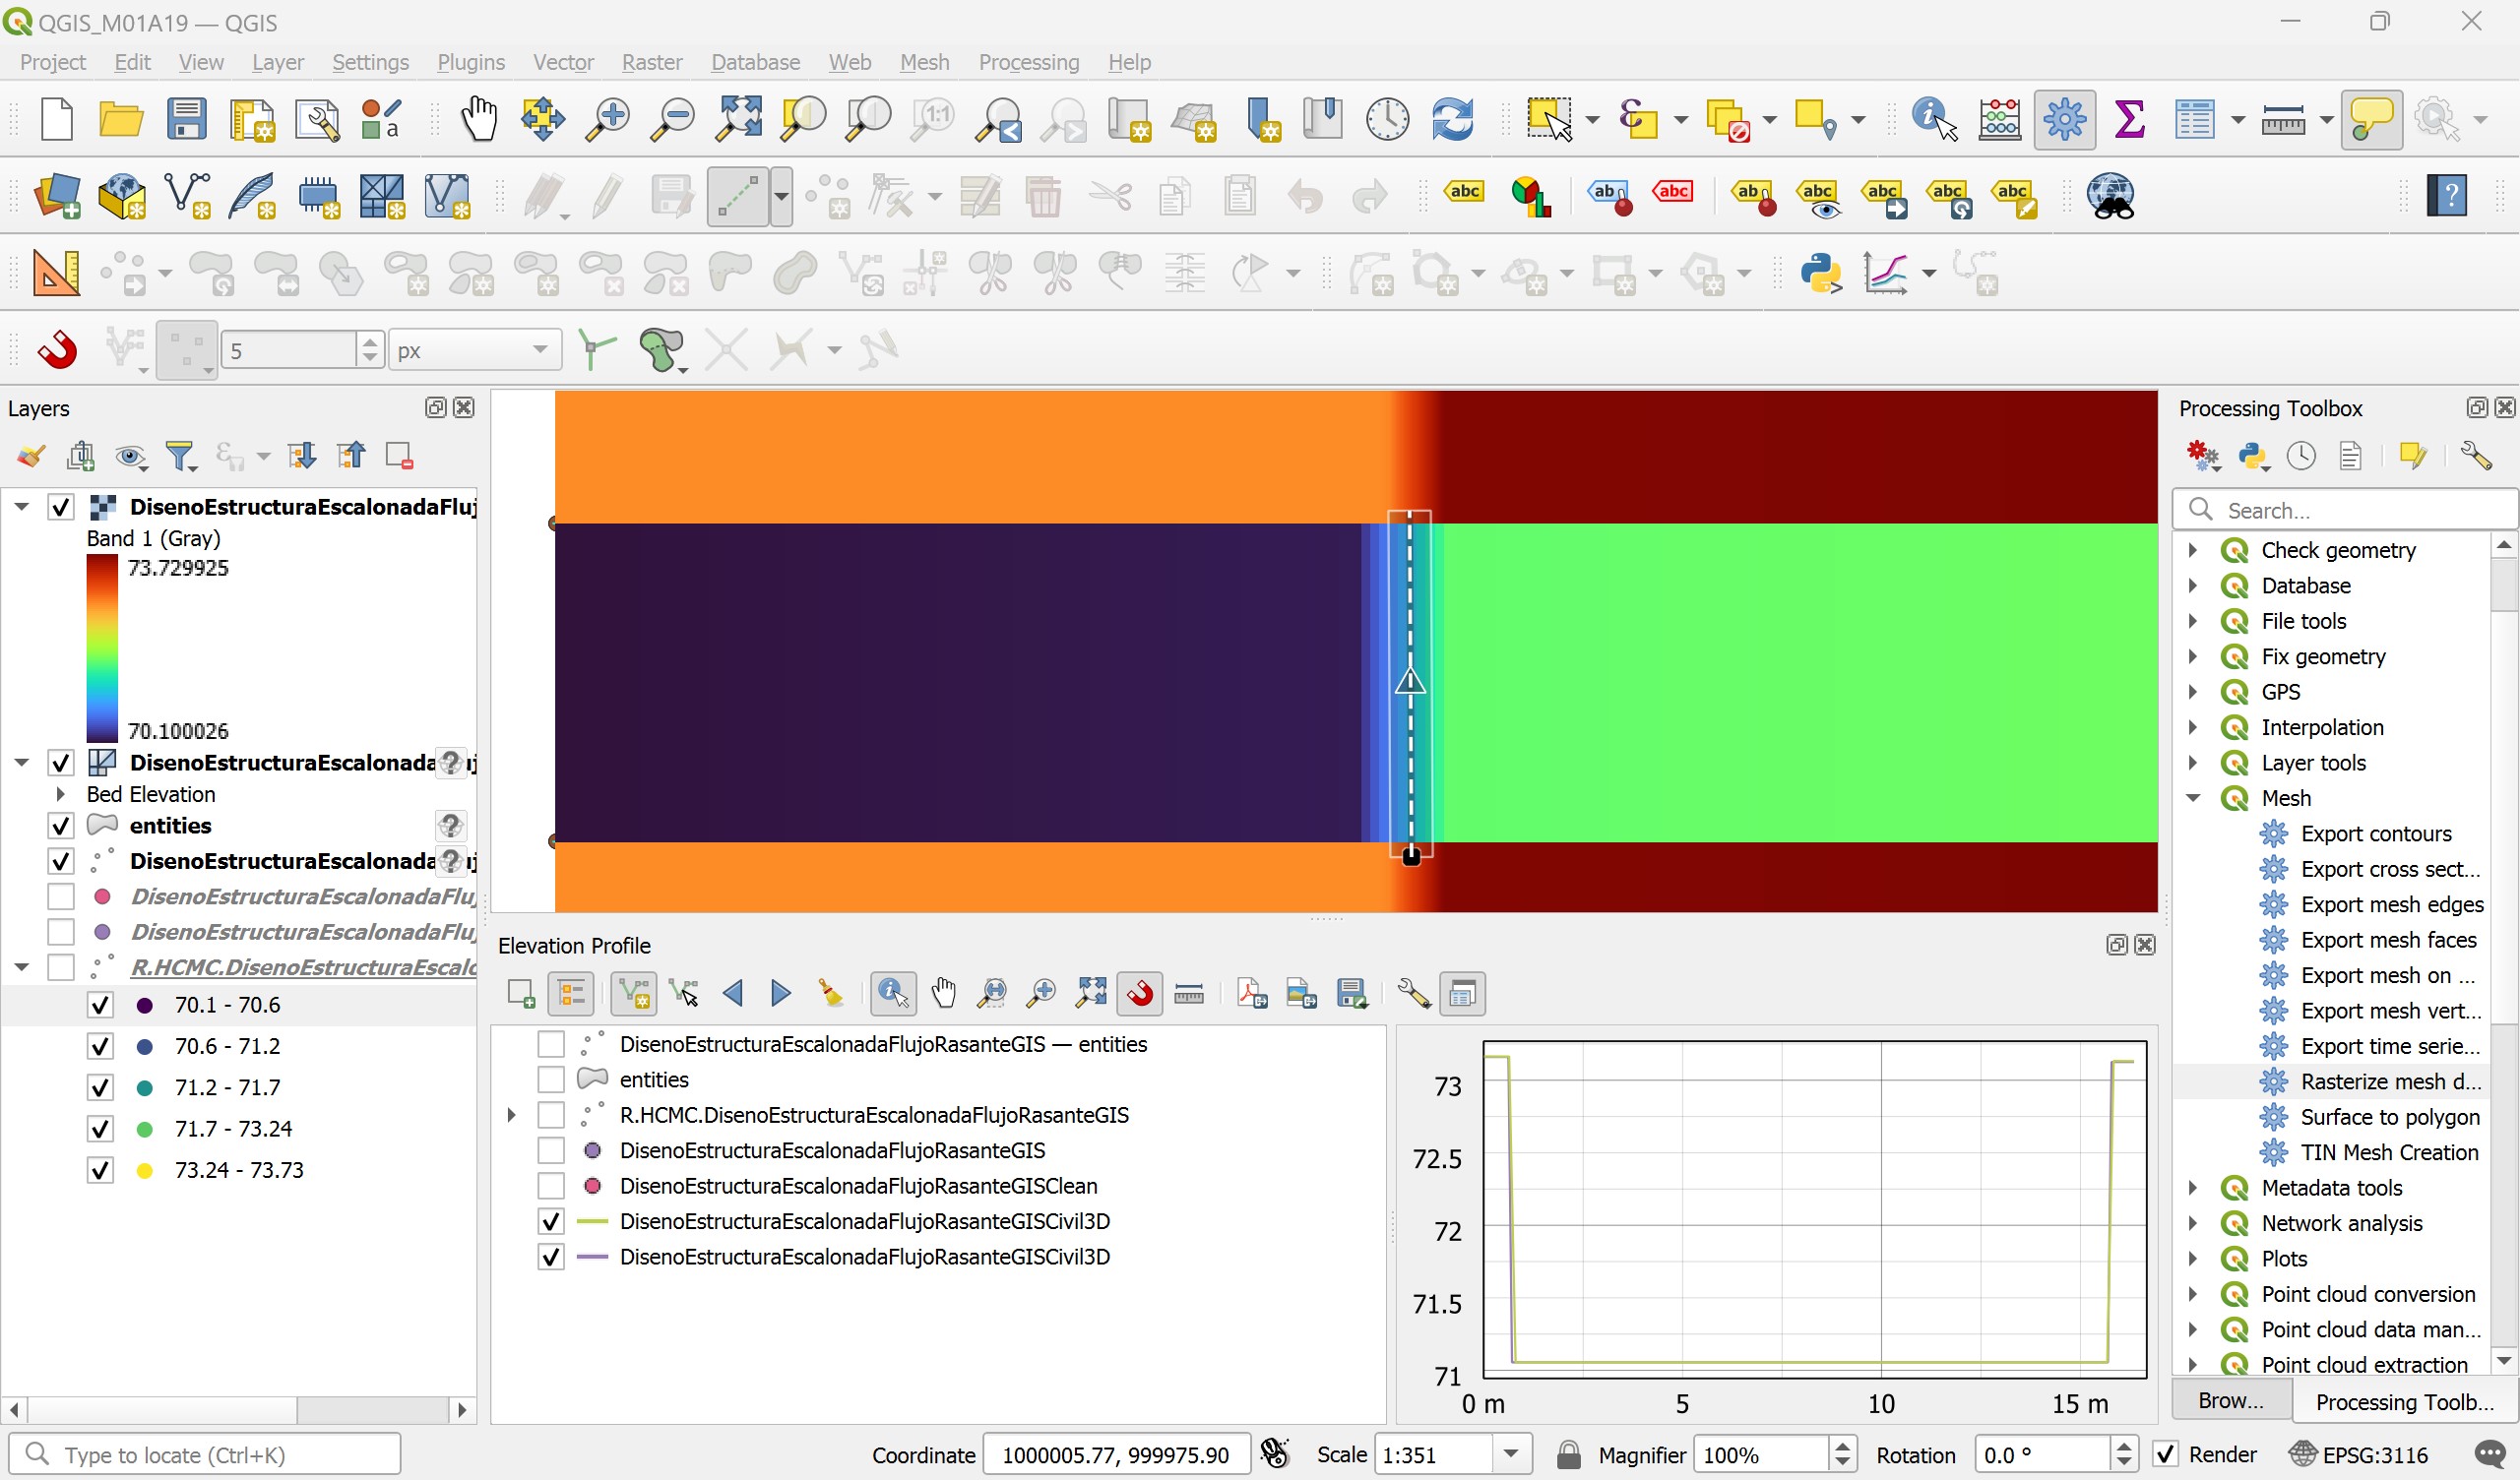 QGIS_M01A19 — QGIS
Project Edit View Layer Settings Plugins Vector Raster Database Web Mesh Processing Help
5 px
Layers
DisenoEstructuraEscalonadaFluj
Band 1 (Gray)
73.729925
70.100026
DisenoEstructuraEscalonada
Bed Elevation
entities
DisenoEstructuraEscalonada
DisenoEstructuraEscalonadaFluj
DisenoEstructuraEscalonadaFluj
R.HCMC.DisenoEstructuraEscalo
70.1 - 70.6
70.6 - 71.2
71.2 - 71.7
71.7 - 73.24
73.24 - 73.73
Elevation Profile
DisenoEstructuraEscalonadaFlujoRasanteGIS — entities
entities
R.HCMC.DisenoEstructuraEscalonadaFlujoRasanteGIS
DisenoEstructuraEscalonadaFlujoRasanteGIS
DisenoEstructuraEscalonadaFlujoRasanteGISClean
DisenoEstructuraEscalonadaFlujoRasanteGISCivil3D
DisenoEstructuraEscalonadaFlujoRasanteGISCivil3D
73
72.5
72
71.5
71
0 m 5 10 15 m
Processing Toolbox
Search...
Check geometry
Database
File tools
Fix geometry
GPS
Interpolation
Layer tools
Mesh
Export contours
Export cross sect...
Export mesh edges
Export mesh faces
Export mesh on ...
Export mesh vert...
Export time serie...
Rasterize mesh d...
Surface to polygon
TIN Mesh Creation
Metadata tools
Network analysis
Plots
Point cloud conversion
Point cloud data man...
Point cloud extraction
Brow... Processing Toolb...
Type to locate (Ctrl+K) Coordinate 1000005.77, 999975.90 Scale 1:351 Magnifier 100% Rotation 0.0 ° Render EPSG:3116